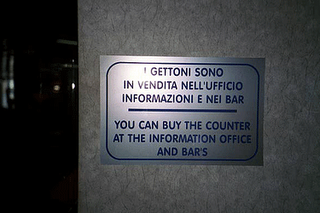 I GETTONI SONO
IN VENDITA NELL'UFFICIO
INFORMAZIONI E NEI BAR
YOU CAN BUY THE COUNTER
AT THE INFORMATION OFFICE
AND BAR'S